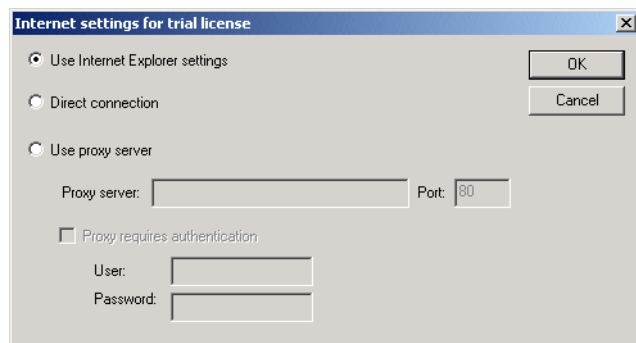 Internet settings for trial license
Use Internet Explorer settings
OK
Direct connection
Cancel
Use proxy server
Proxy server:
Port: 80
Proxy requires authentication
User:
Password: